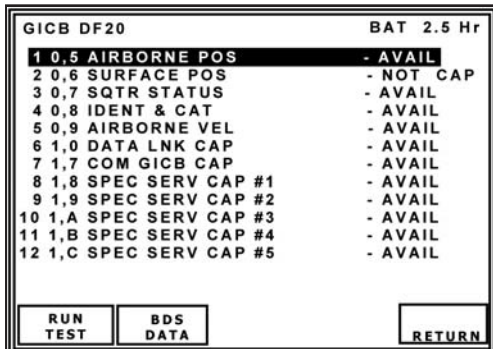 GICB DF20 BAT 2.5 Hr
1 0,5 AIRBORNE POS - AVAIL
2 0,6 SURFACE POS - NOT CAP
3 0,7 SQTR STATUS - AVAIL
4 0,8 IDENT & CAT - AVAIL
5 0,9 AIRBORNE VEL - AVAIL
6 1,0 DATA LNK CAP - AVAIL
7 1,7 COM GICB CAP - AVAIL
8 1,8 SPEC SERV CAP #1 - AVAIL
9 1,9 SPEC SERV CAP #2 - AVAIL
10 1,A SPEC SERV CAP #3 - AVAIL
11 1,B SPEC SERV CAP #4 - AVAIL
12 1,C SPEC SERV CAP #5 - AVAIL
RUN TEST
BDS DATA
RETURN